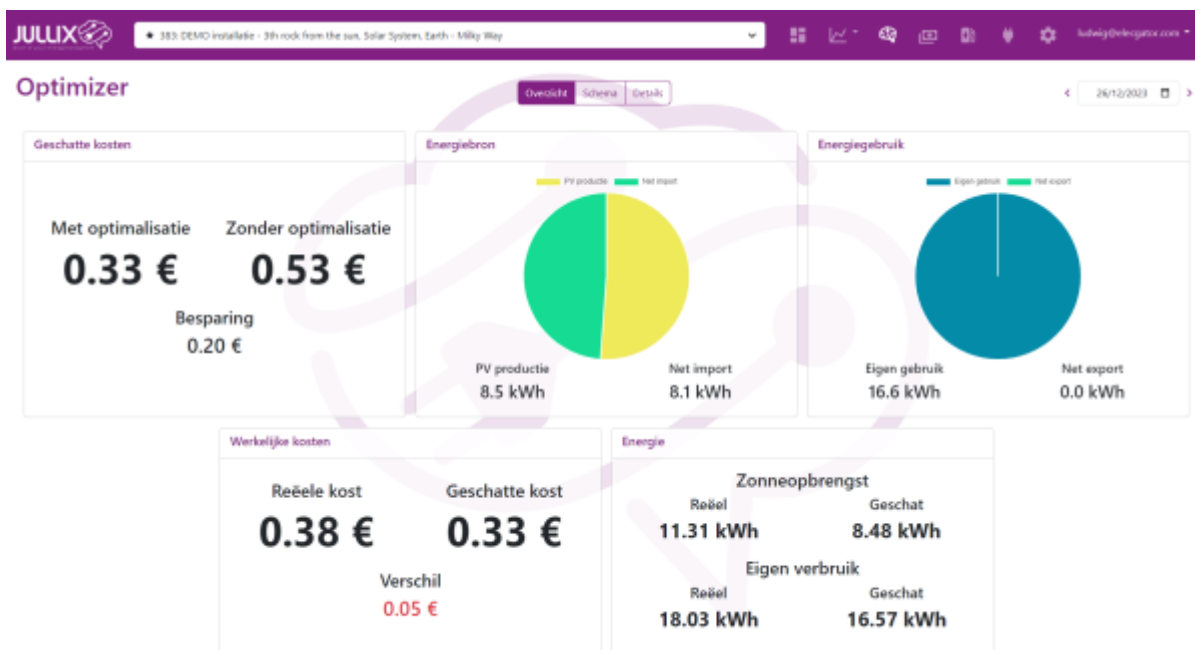 JULLIX
★ 383: DEMO installatie - 3th rock from the sun, Solar System, Earth - Milky Way
ludwig@elecgator.com
Optimizer
Overzicht Schema Details
26/12/2023
Geschatte kosten
Met optimalisatie Zonder optimalisatie
0.33 € 0.53 €
Besparing
0.20 €
Energiebron
PV productie Net import
PV productie Net import
8.5 kWh 8.1 kWh
Energiegebruik
Eigen gebruik Net export
Eigen gebruik Net export
16.6 kWh 0.0 kWh
Werkelijke kosten
Reëele kost Geschatte kost
0.38 € 0.33 €
Verschil
0.05 €
Energie
Zonneopbrengst
Reëel Geschat
11.31 kWh 8.48 kWh
Eigen verbruik
Reëel Geschat
18.03 kWh 16.57 kWh